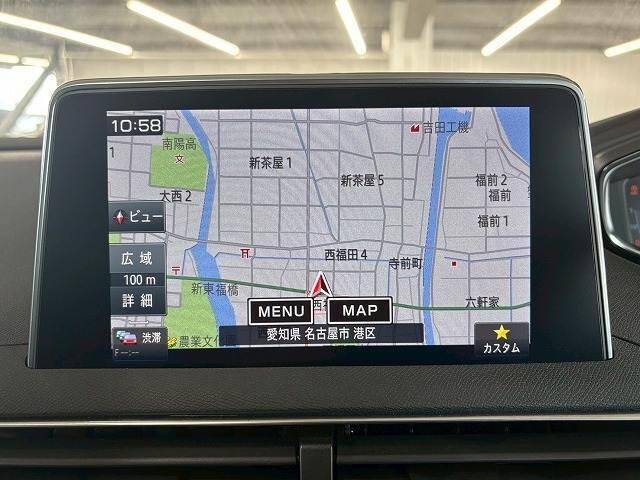 10:58
吉田工機
南陽高
1
新茶屋1
新茶屋5
福前2
福前
大西2
福前1
ビュー
広域
100 m
詳細
西福田4
寺前町
新東福橋
六軒家
MENU
MAP
渋滞
農業文化
愛知県 名古屋市 港区
カスタム